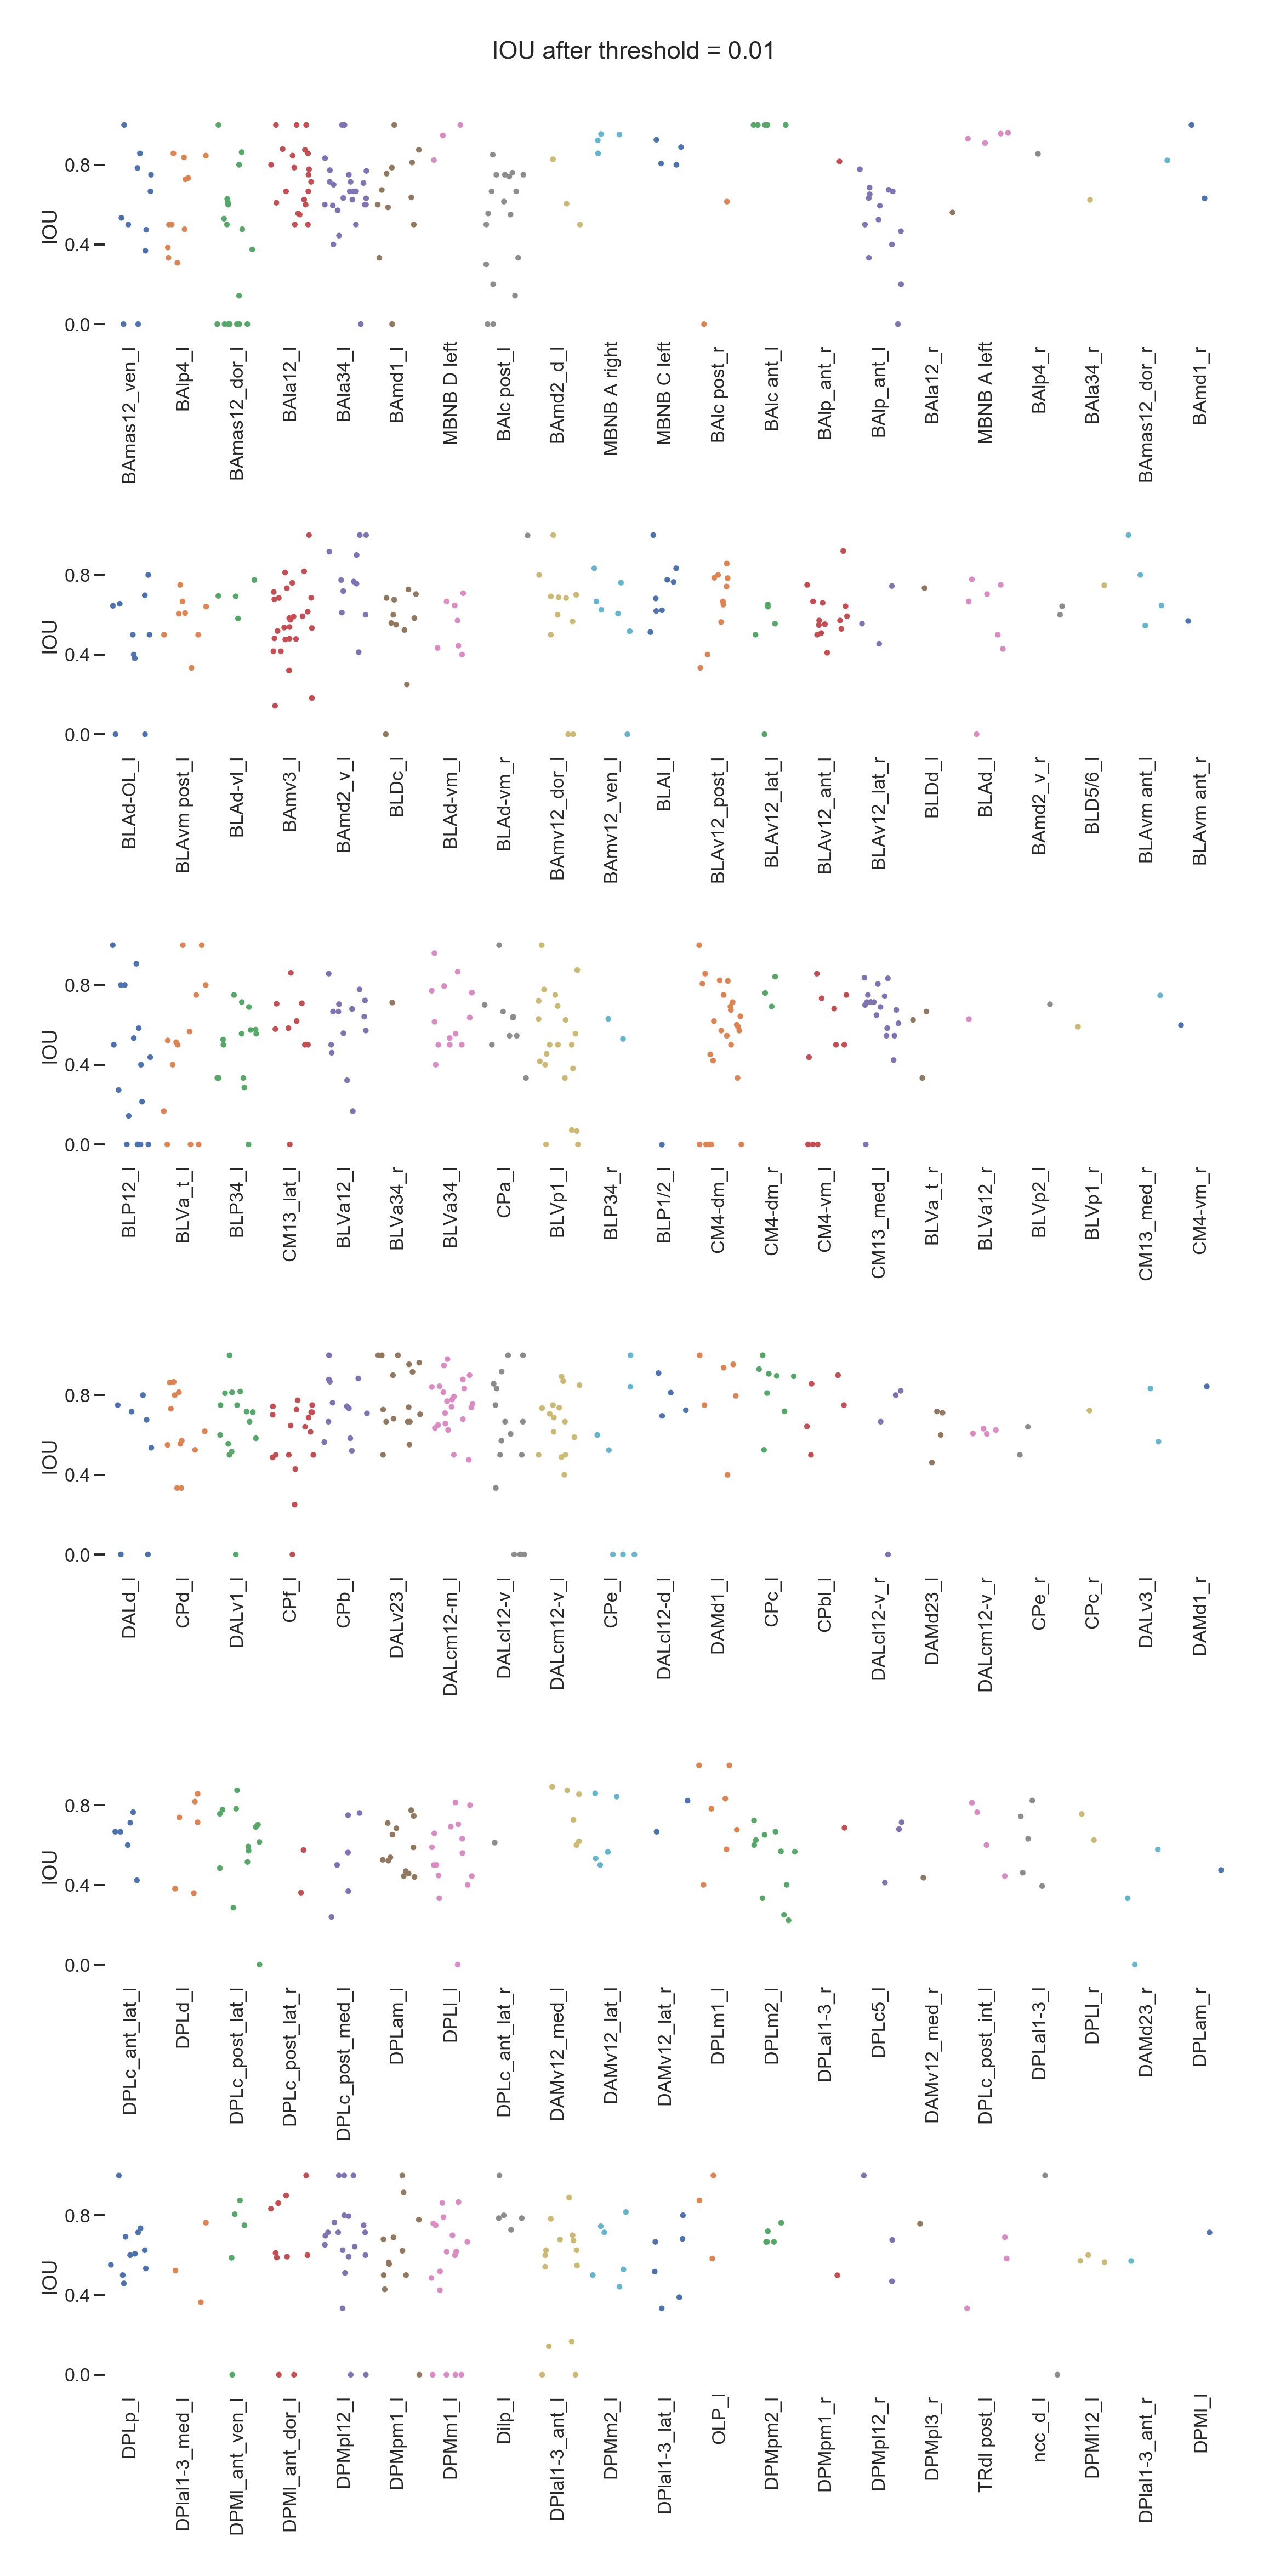 IOU after threshold = 0.01
IOU
0.8
0.4
0.0
BAmas12_ven_l
BAlp4_l
BAmas12_dor_l
BAla12_l
BAla34_l
BAmd1_l
MBNB D left
BAlc post_l
BAmd2_d_l
MBNB A right
MBNB C left
BAlc post_r
BAlc ant_l
BAlp_ant_r
BAlp_ant_l
BAla12_r
MBNB A left
BAlp4_r
BAla34_r
BAmas12_dor_r
BAmd1_r
IOU
0.8
0.4
0.0
BLAd-OL_l
BLAvm post_l
BLAd-vl_l
BAmv3_l
BAmd2_v_l
BLDc_l
BLAd-vm_l
BLAd-vm_r
BAmv12_dor_l
BAmv12_ven_l
BLAl_l
BLAv12_post_l
BLAv12_lat_l
BLAv12_ant_l
BLAv12_lat_r
BLDd_l
BLAd_l
BAmd2_v_r
BLD5/6_l
BLAvm ant_l
BLAvm ant_r
IOU
0.8
0.4
0.0
BLP12_l
BLVa_t_l
BLP34_l
CM13_lat_l
BLVa12_l
BLVa34_r
BLVa34_l
CPa_l
BLVp1_l
BLP34_r
BLP1/2_l
CM4-dm_l
CM4-dm_r
CM4-vm_l
CM13_med_l
BLVa_t_r
BLVa12_r
BLVp2_l
BLVp1_r
CM13_med_r
CM4-vm_r
IOU
0.8
0.4
0.0
DALd_l
CPd_l
DALv1_l
CPf_l
CPb_l
DALv23_l
DALcm12-m_l
DALcl12-v_l
DALcm12-v_l
CPe_l
DALcl12-d_l
DAMd1_l
CPc_l
CPbl_l
DALcl12-v_r
DAMd23_l
DALcm12-v_r
CPe_r
CPc_r
DALv3_l
DAMd1_r
IOU
0.8
0.4
0.0
DPLc_ant_lat_l
DPLd_l
DPLc_post_lat_l
DPLc_post_lat_r
DPLc_post_med_l
DPLam_l
DPLl_l
DPLc_ant_lat_r
DAMv12_med_l
DAMv12_lat_l
DAMv12_lat_r
DPLm1_l
DPLm2_l
DPLal1-3_r
DPLc5_l
DAMv12_med_r
DPLc_post_int_l
DPLal1-3_l
DPLl_r
DAMd23_r
DPLam_r
IOU
0.8
0.4
0.0
DPLp_l
DPlal1-3_med_l
DPMl_ant_ven_l
DPMl_ant_dor_l
DPMpl12_l
DPMpm1_l
DPMm1_l
Dilp_l
DPlal1-3_ant_l
DPMm2_l
DPlal1-3_lat_l
OLP_l
DPMpm2_l
DPMpm1_r
DPMpl12_r
DPMpl3_r
TRdl post_l
ncc_d_l
DPMl12_l
DPlal1-3_ant_r
DPMl_l